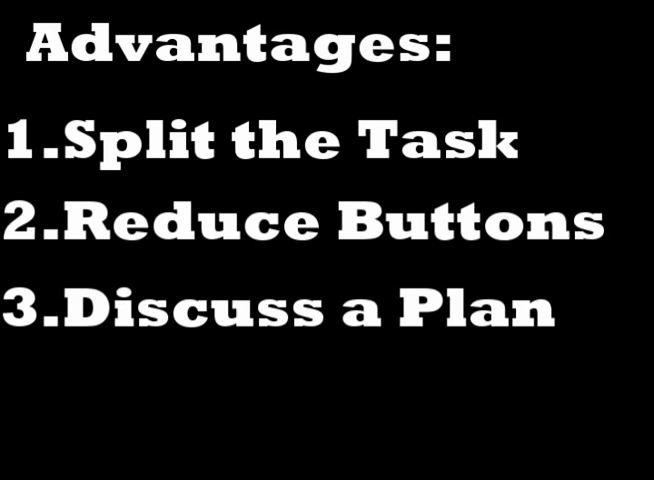 Advantages:
1.Split the Task
2.Reduce Buttons
3.Discuss a Plan